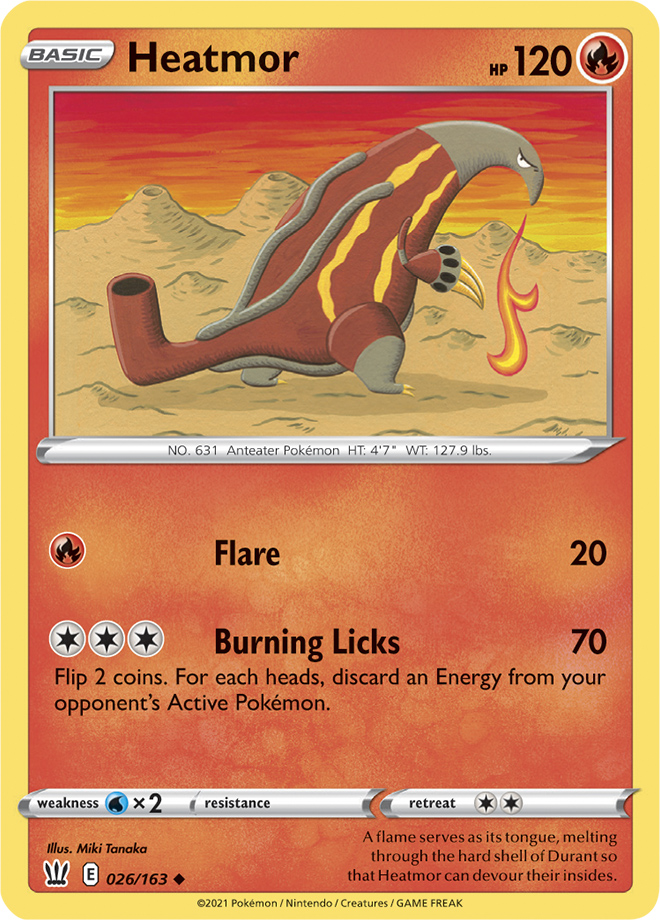 BASIC Heatmor HP 120
NO. 631 Anteater Pokémon HT: 4'7" WT: 127.9 lbs.
Flare 20
Burning Licks 70
Flip 2 coins. For each heads, discard an Energy from your
opponent's Active Pokémon.
weakness ×2 resistance retreat
Illus. Miki Tanaka
E 026/163
A flame serves as its tongue, melting
through the hard shell of Durant so
that Heatmor can devour their insides.
©2021 Pokémon / Nintendo / Creatures / GAME FREAK